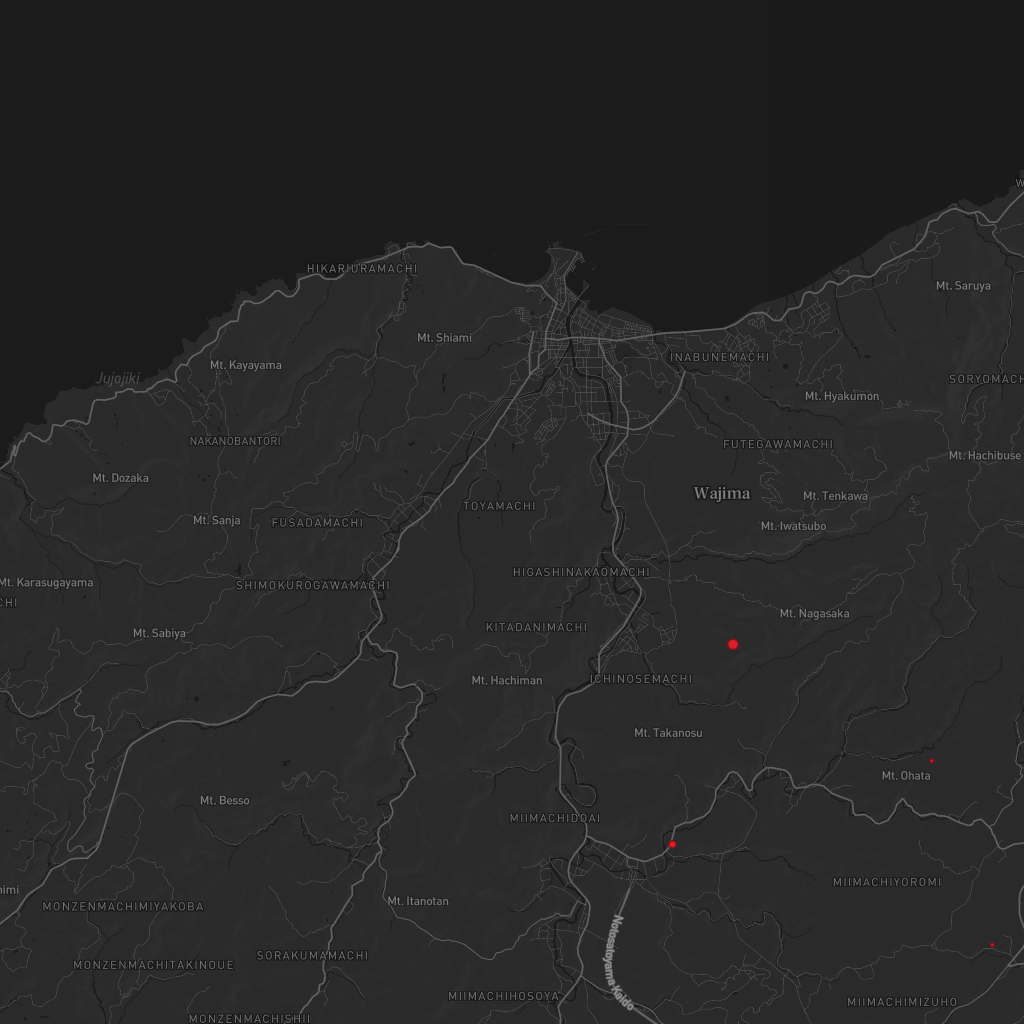 HIKARIURAMACHI
Mt. Saruya
Mt. Shiami
INABUNEMACHI
Mt. Kayayama
Jujojiki
SORYOMACH
Mt. Hyakumon
NAKANOBANTORI
FUTEGAWAMACHI
Mt. Hachibuse
Mt. Dozaka
Wajima
Mt. Tenkawa
TOYAMACHI
Mt. Sanja
FUSADAMACHI
Mt. Iwatsubo
HIGASHINAKAOMACHI
Mt. Karasugayama
SHIMOKUROGAWAMACHI
CHI
Mt. Nagasaka
KITADANIMACHI
Mt. Sabiya
Mt. Hachiman
ICHINOSEMACHI
Mt. Takanosu
Mt. Ohata
Mt. Besso
MIIMACHIDOAI
MIIMACHIYOROMI
himi
Mt. Itanotan
MONZENMACHIMIYAKOBA
Notosatoyama Kaido
SORAKUMAMACHI
MONZENMACHITAKINOUE
MIIMACHIHOSOYA
MIIMACHIMIZUHO
MONZENMACHISHII